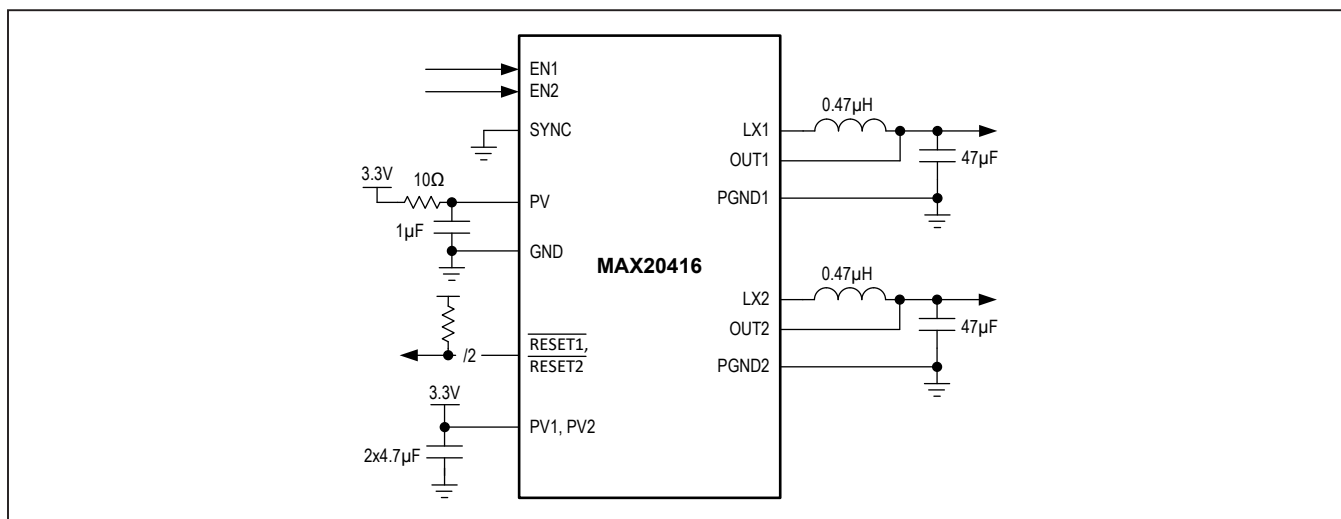 EN1
EN2
SYNC
3.3V
10Ω
PV
1µF
GND
/2
RESET1,
RESET2
3.3V
PV1, PV2
2x4.7µF
MAX20416
0.47µH
LX1
OUT1
47µF
PGND1
0.47µH
LX2
OUT2
47µF
PGND2